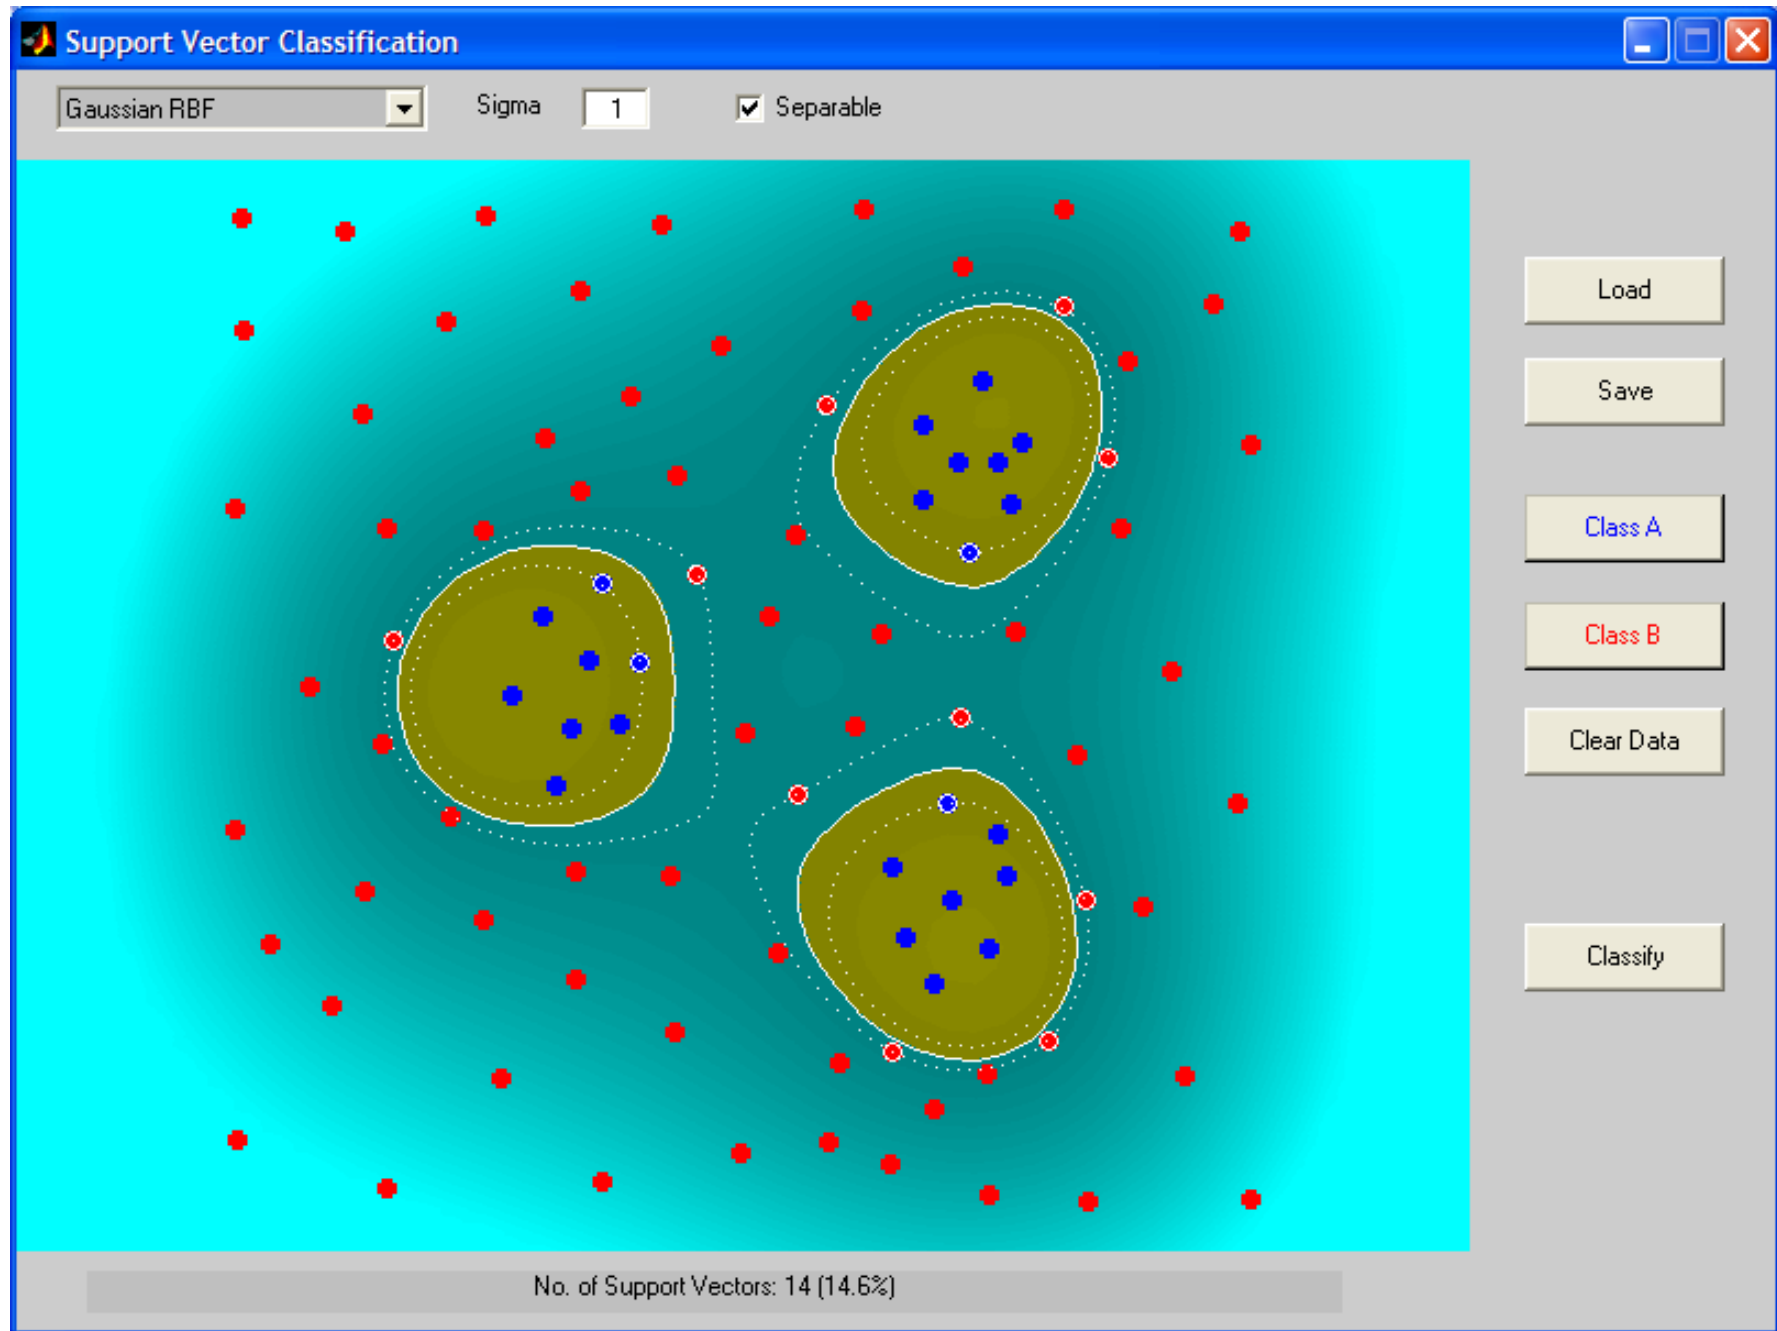 Support Vector Classification
Gaussian RBF
Sigma
1
Separable
Load
Save
Class A
Class B
Clear Data
Classify
No. of Support Vectors: 14 (14.6%)